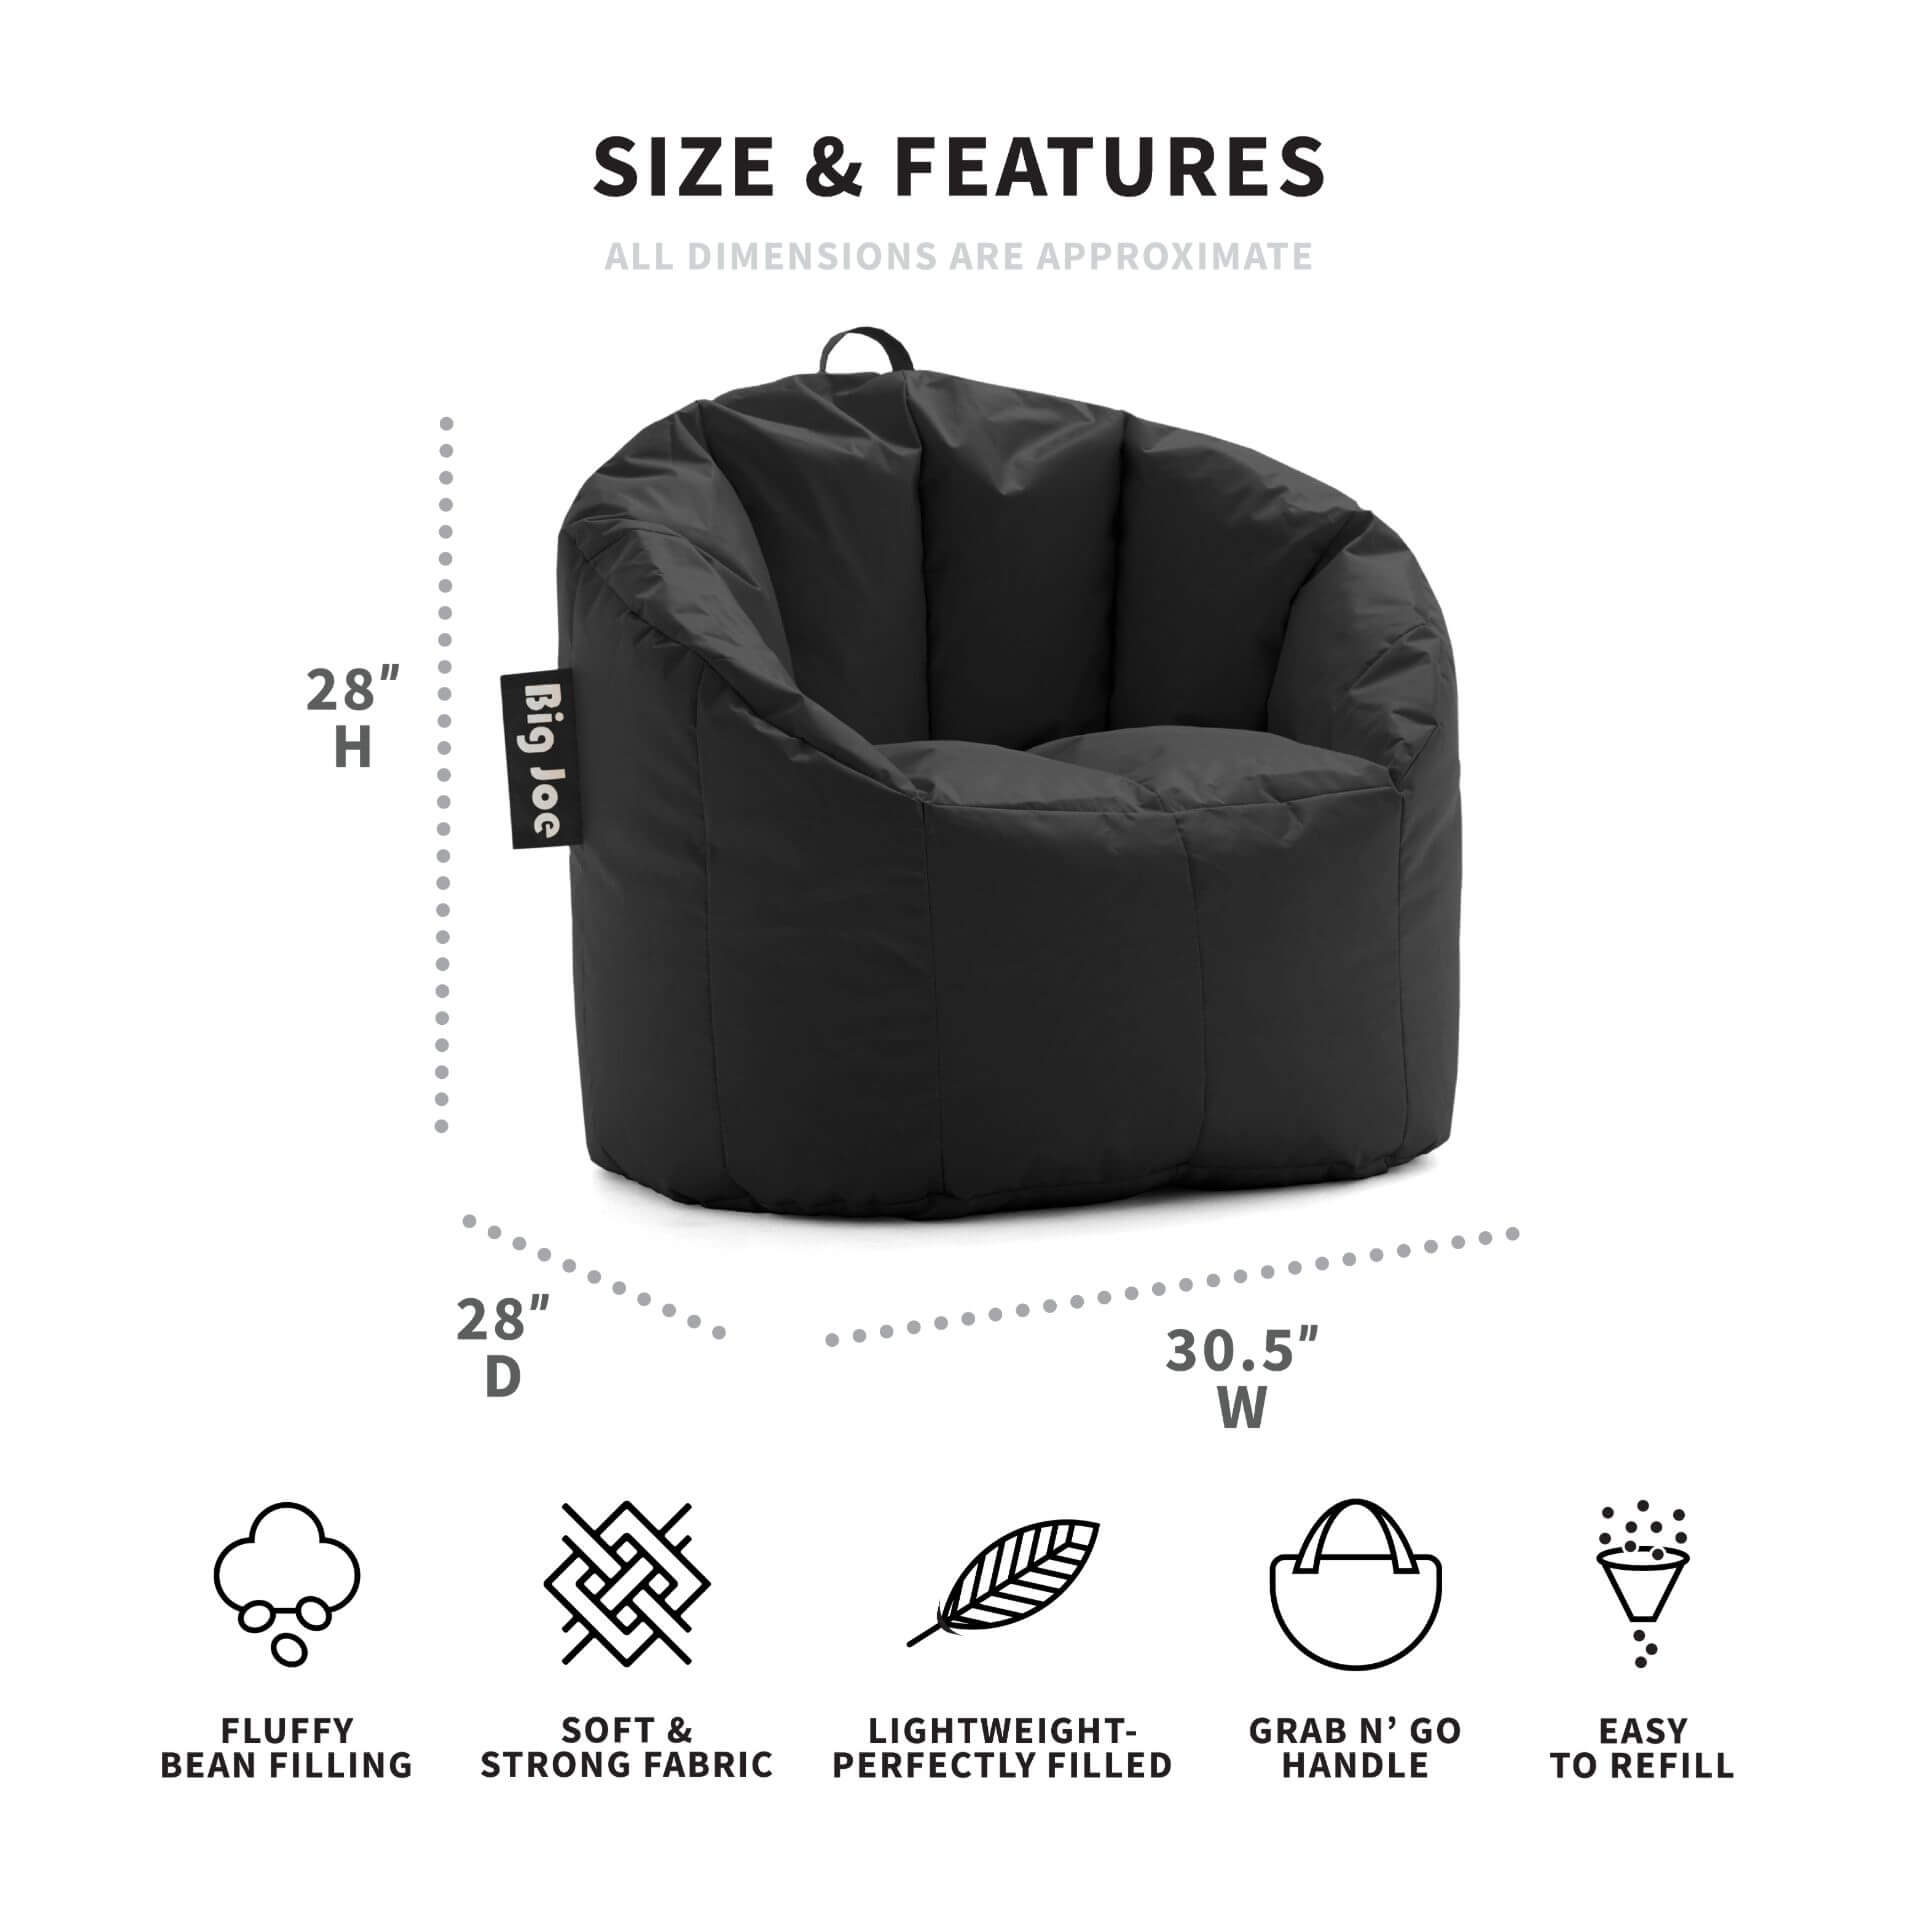 SIZE & FEATURES
ALL DIMENSIONS ARE APPROXIMATE
28"
H
Big Joe
28"
D
30.5"
W
FLUFFY
BEAN FILLING
SOFT &
STRONG FABRIC
LIGHTWEIGHT-
PERFECTLY FILLED
GRAB N’ GO
HANDLE
EASY
TO REFILL